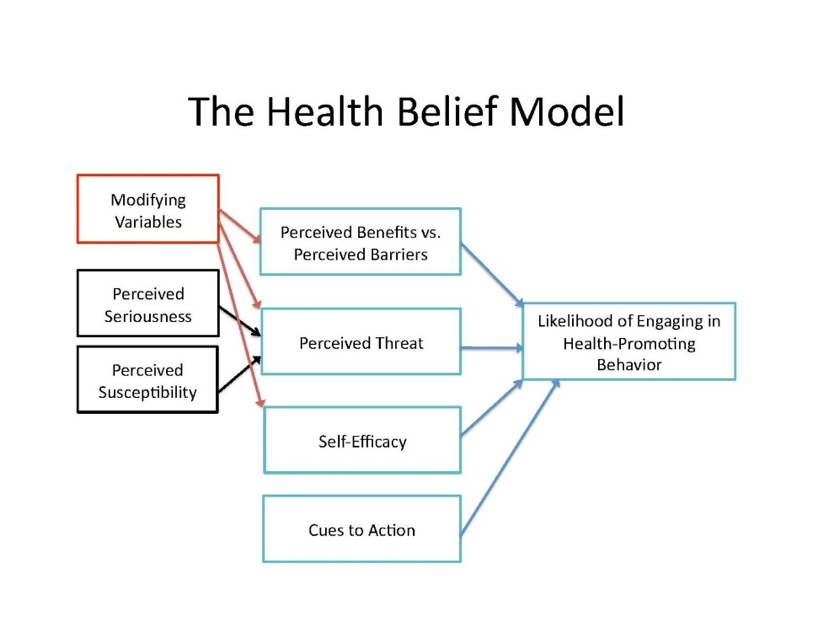 The Health Belief Model
Modifying
Variables
Perceived
Seriousness
Perceived
Susceptibility
Perceived Benefits vs.
Perceived Barriers
Perceived Threat
Self-Efficacy
Cues to Action
Likelihood of Engaging in
Health-Promoting
Behavior